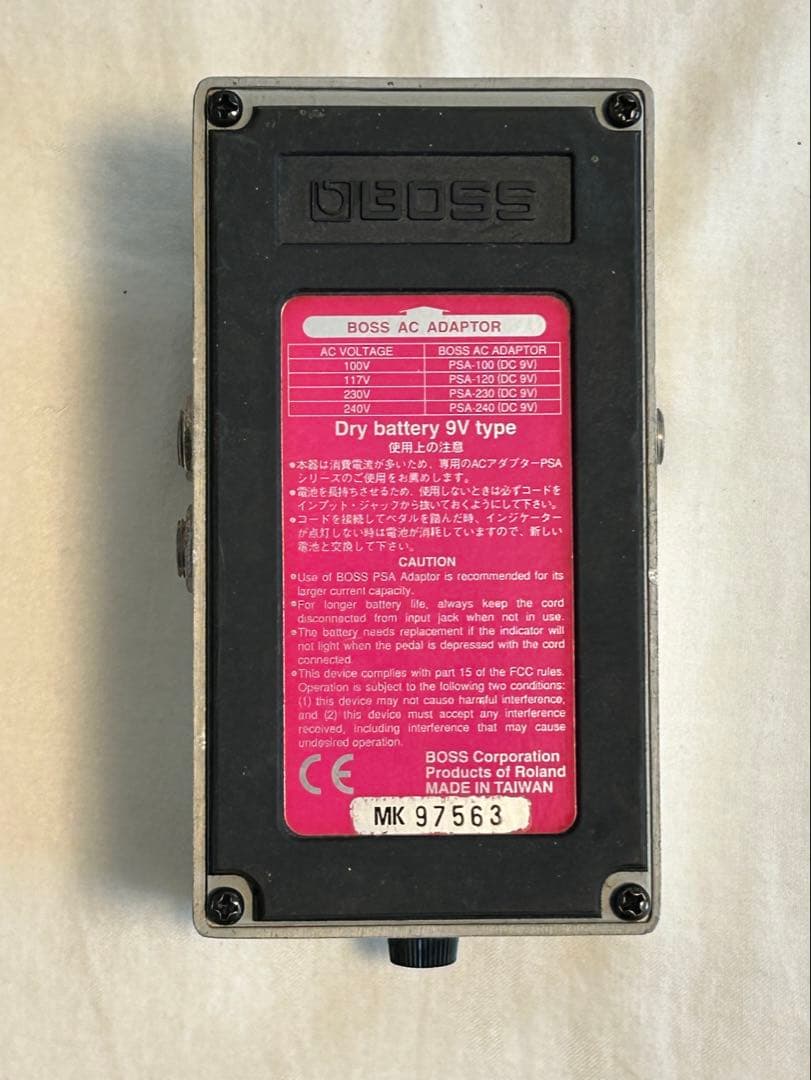 BOSS
BOSS AC ADAPTOR
AC VOLTAGE BOSS AC ADAPTOR
100V PSA-100 (DC 9V)
117V PSA-120 (DC 9V)
230V PSA-230 (DC 9V)
240V PSA-240 (DC 9V)
Dry battery 9V type
使用上の注意
●本器は消費電流が多いため、専用のACアダプターPSA
シリーズのご使用をお薦めします。
●電池を長持ちさせるため、使用しないときは必ずコードを
インプット・ジャックから抜いておくようにして下さい。
●コードを接続してペダルを踏んだ時、インジケーター
が点灯しない時は電池が消耗していますので、新しい
電池と交換して下さい。
CAUTION
●Use of BOSS PSA Adaptor is recommended for its
larger current capacity.
●For longer battery life, always keep the cord
disconnected from input jack when not in use.
●The battery needs replacement if the indicator will
not light when the pedal is depressed with the cord
connected.
●This device complies with part 15 of the FCC rules.
Operation is subject to the following two conditions:
(1) this device may not cause harmful interference,
and (2) this device must accept any interference
received, including interference that may cause
undesired operation.
CE
BOSS Corporation
Products of Roland
MADE IN TAIWAN
MK 97563